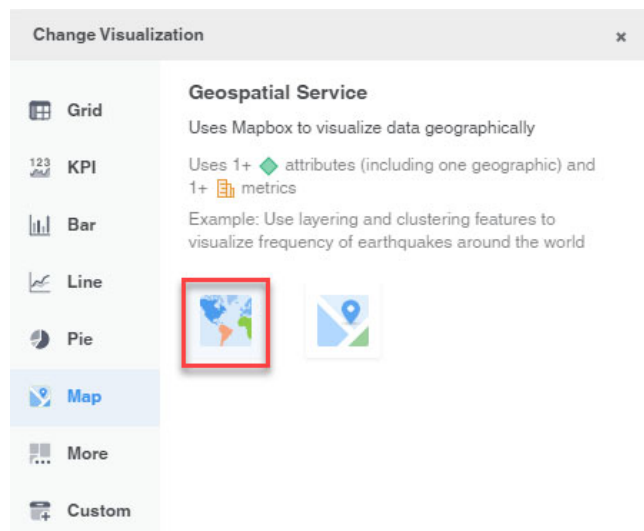 Change Visualization
×
Grid
123
KPI
Bar
Line
Pie
Map
More
Custom
Geospatial Service
Uses Mapbox to visualize data geographically
Uses 1+ attributes (including one geographic) and
1+ metrics
Example: Use layering and clustering features to
visualize frequency of earthquakes around the world